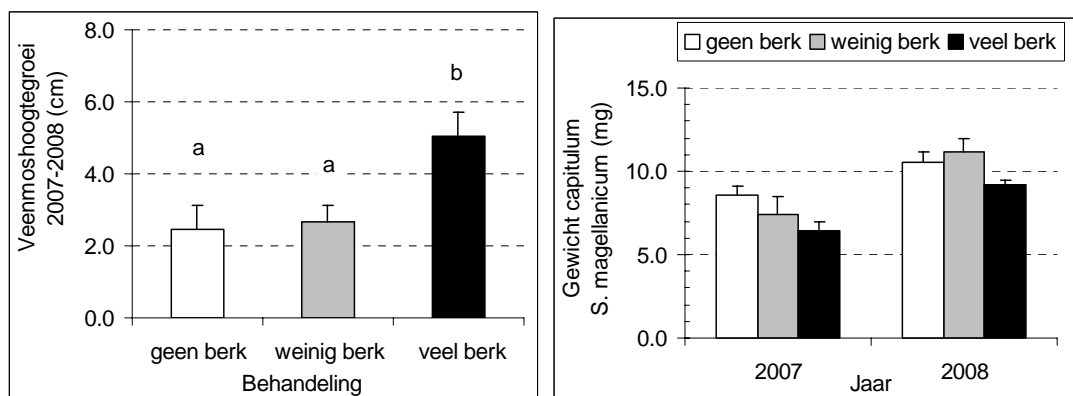 Veenmoshoogtegroei
2007-2008 (cm)
8.0
6.0
4.0
2.0
0.0
a
a
b
geen berk weinig berk veel berk
Behandeling
geen berk weinig berk veel berk
Gewicht capitulum
S. magellanicum (mg)
15.0
10.0
5.0
0.0
2007 2008
Jaar